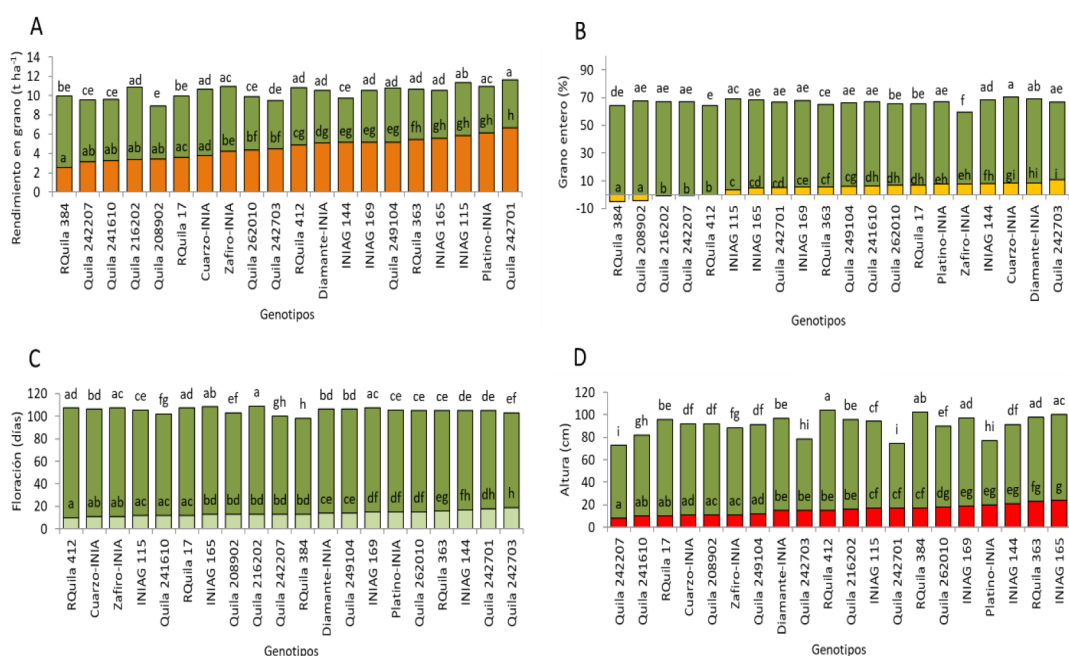 A
Rendimiento en grano (t ha⁻¹)
14
12
10
8
6
4
2
0
be ce ce ad e be ad ac ce de ad ad ce ad ad ad ad ab ac a
a ab ab ab ab ac ad be bf bf cg dg eg eg eg fh gh gh gh h
RQuila 384
Quila 242207
Quila 241610
Quila 216202
Quila 208902
RQuila 17
Cuarzo-INIA
Zafiro-INIA
Quila 262010
Quila 242703
RQuila 412
Diamante-INIA
INIAG 144
INIAG 169
Quila 249104
RQuila 363
INIAG 165
INIAG 115
Platino-INIA
Quila 242701
Genotipos
B
Grano entero (%)
90
70
50
30
10
-10
de ae ae ae e ac ae ae ae ce ae ae ae ae ae f ad a ab ae
a a b b b c cd cd ce cf cg dh dh dh eh eh fh gi hi i
RQuila 384
Quila 208902
Quila 216202
Quila 242207
RQuila 412
INIAG 115
INIAG 165
Quila 242701
INIAG 169
RQuila 363
Quila 249104
Quila 241610
Quila 262010
RQuila 17
Platino-INIA
Zafiro-INIA
INIAG 144
Cuarzo-INIA
Diamante-INIA
Quila 242703
Genotipos
C
Floración (días)
120
100
80
60
40
20
0
ad bd ac ce fg ad ab ef a gh h bd bd ac ce ce ce de de ef
a ab ab ac ac ac bd bd bd bd bd ce ce df df df eg fh dh h
RQuila 412
Cuarzo-INIA
Zafiro-INIA
INIAG 115
Quila 241610
RQuila 17
INIAG 165
Quila 208902
Quila 216202
Quila 242207
RQuila 384
Diamante-INIA
Quila 249104
INIAG 169
Platino-INIA
Quila 262010
RQuila 363
INIAG 144
Quila 242701
Quila 242703
Genotipos
D
Altura (cm)
120
100
80
60
40
20
0
i gh be df df fg df be hi a be cf i ab ef ad hi df be ac
a ab ab ad ac ac ad be be be be cf cf cf dg eg eg eg fg g
Quila 242207
Quila 241610
RQuila 17
Cuarzo-INIA
Quila 208902
Zafiro-INIA
Quila 249104
Diamante-INIA
Quila 242703
RQuila 412
Quila 216202
INIAG 115
Quila 242701
RQuila 384
Quila 262010
INIAG 169
Platino-INIA
INIAG 144
RQuila 363
INIAG 165
Genotipos